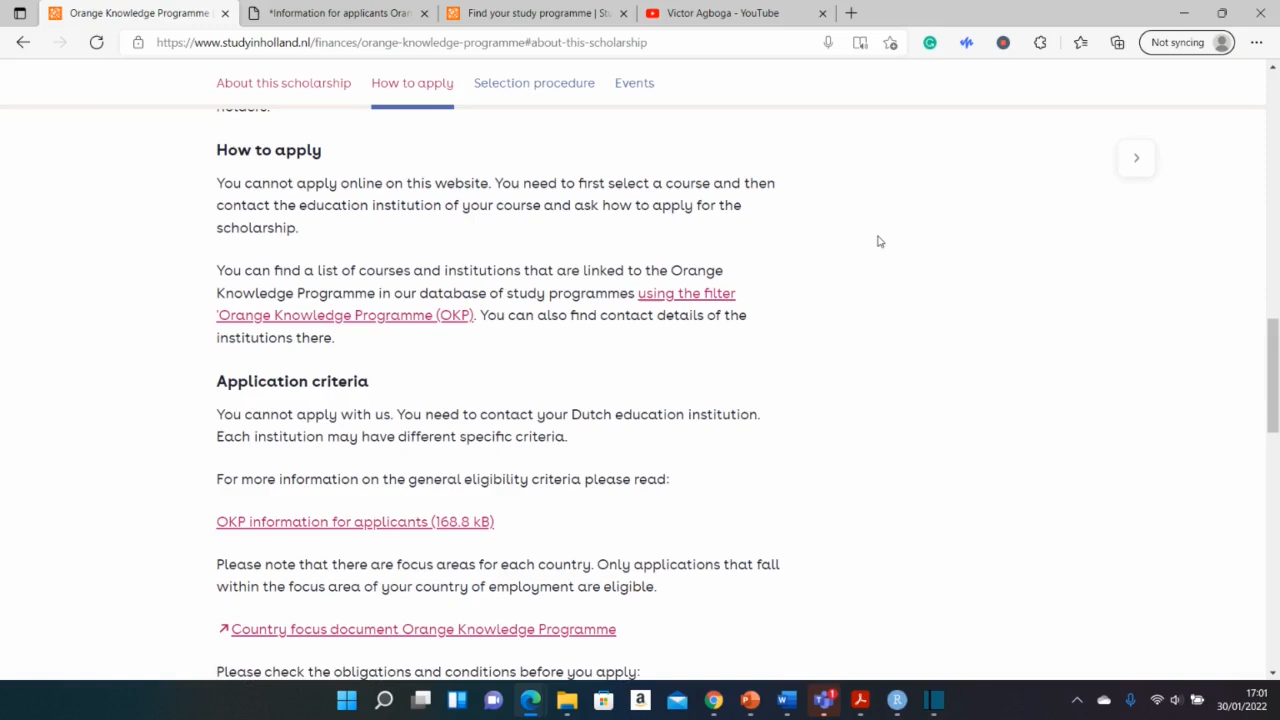 Orange Knowledge Programme
*Information for applicants Oran
Find your study programme | Stu
Victor Agboga - YouTube
https://www.studyinholland.nl/finances/orange-knowledge-programme#about-this-scholarship
Not syncing
About this scholarship
How to apply
Selection procedure
Events
holders.
How to apply
You cannot apply online on this website. You need to first select a course and then
contact the education institution of your course and ask how to apply for the
scholarship.
You can find a list of courses and institutions that are linked to the Orange
Knowledge Programme in our database of study programmes using the filter
'Orange Knowledge Programme (OKP). You can also find contact details of the
institutions there.
Application criteria
You cannot apply with us. You need to contact your Dutch education institution.
Each institution may have different specific criteria.
For more information on the general eligibility criteria please read:
OKP information for applicants (168.8 kB)
Please note that there are focus areas for each country. Only applications that fall
within the focus area of your country of employment are eligible.
Country focus document Orange Knowledge Programme
Please check the obligations and conditions before you apply:
17:01
30/01/2022